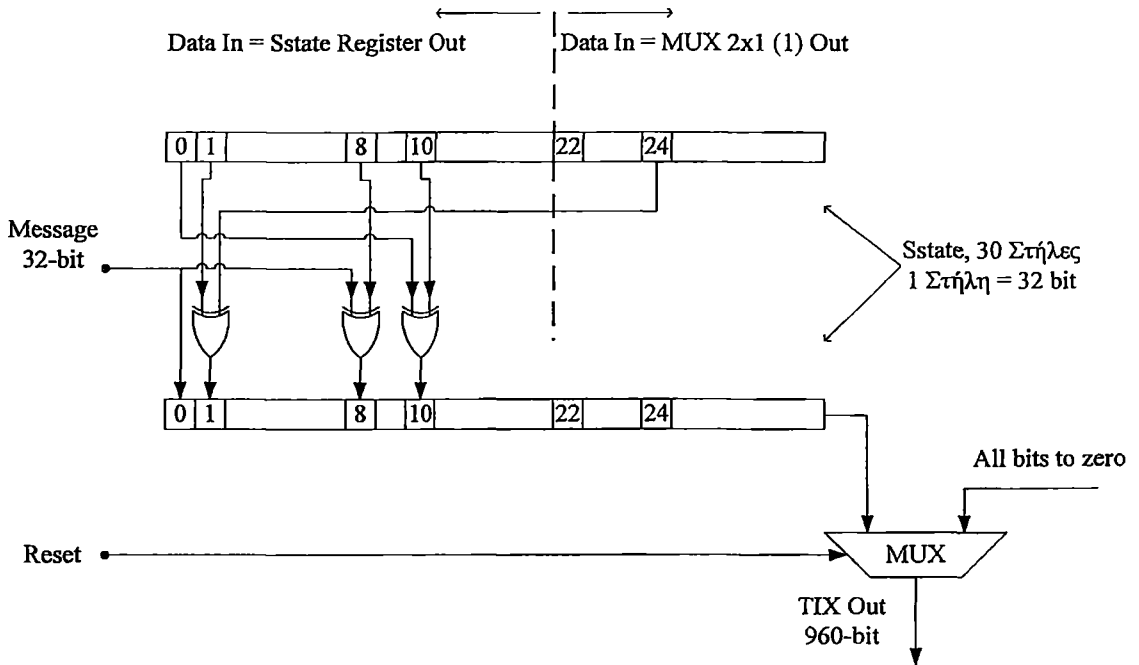 Data In = Sstate Register Out
Data In = MUX 2x1 (1) Out
0 1 8 10 22 24
Message
32-bit
Sstate, 30 Στήλες
1 Στήλη = 32 bit
0 1 8 10 22 24
All bits to zero
Reset
MUX
TIX Out
960-bit